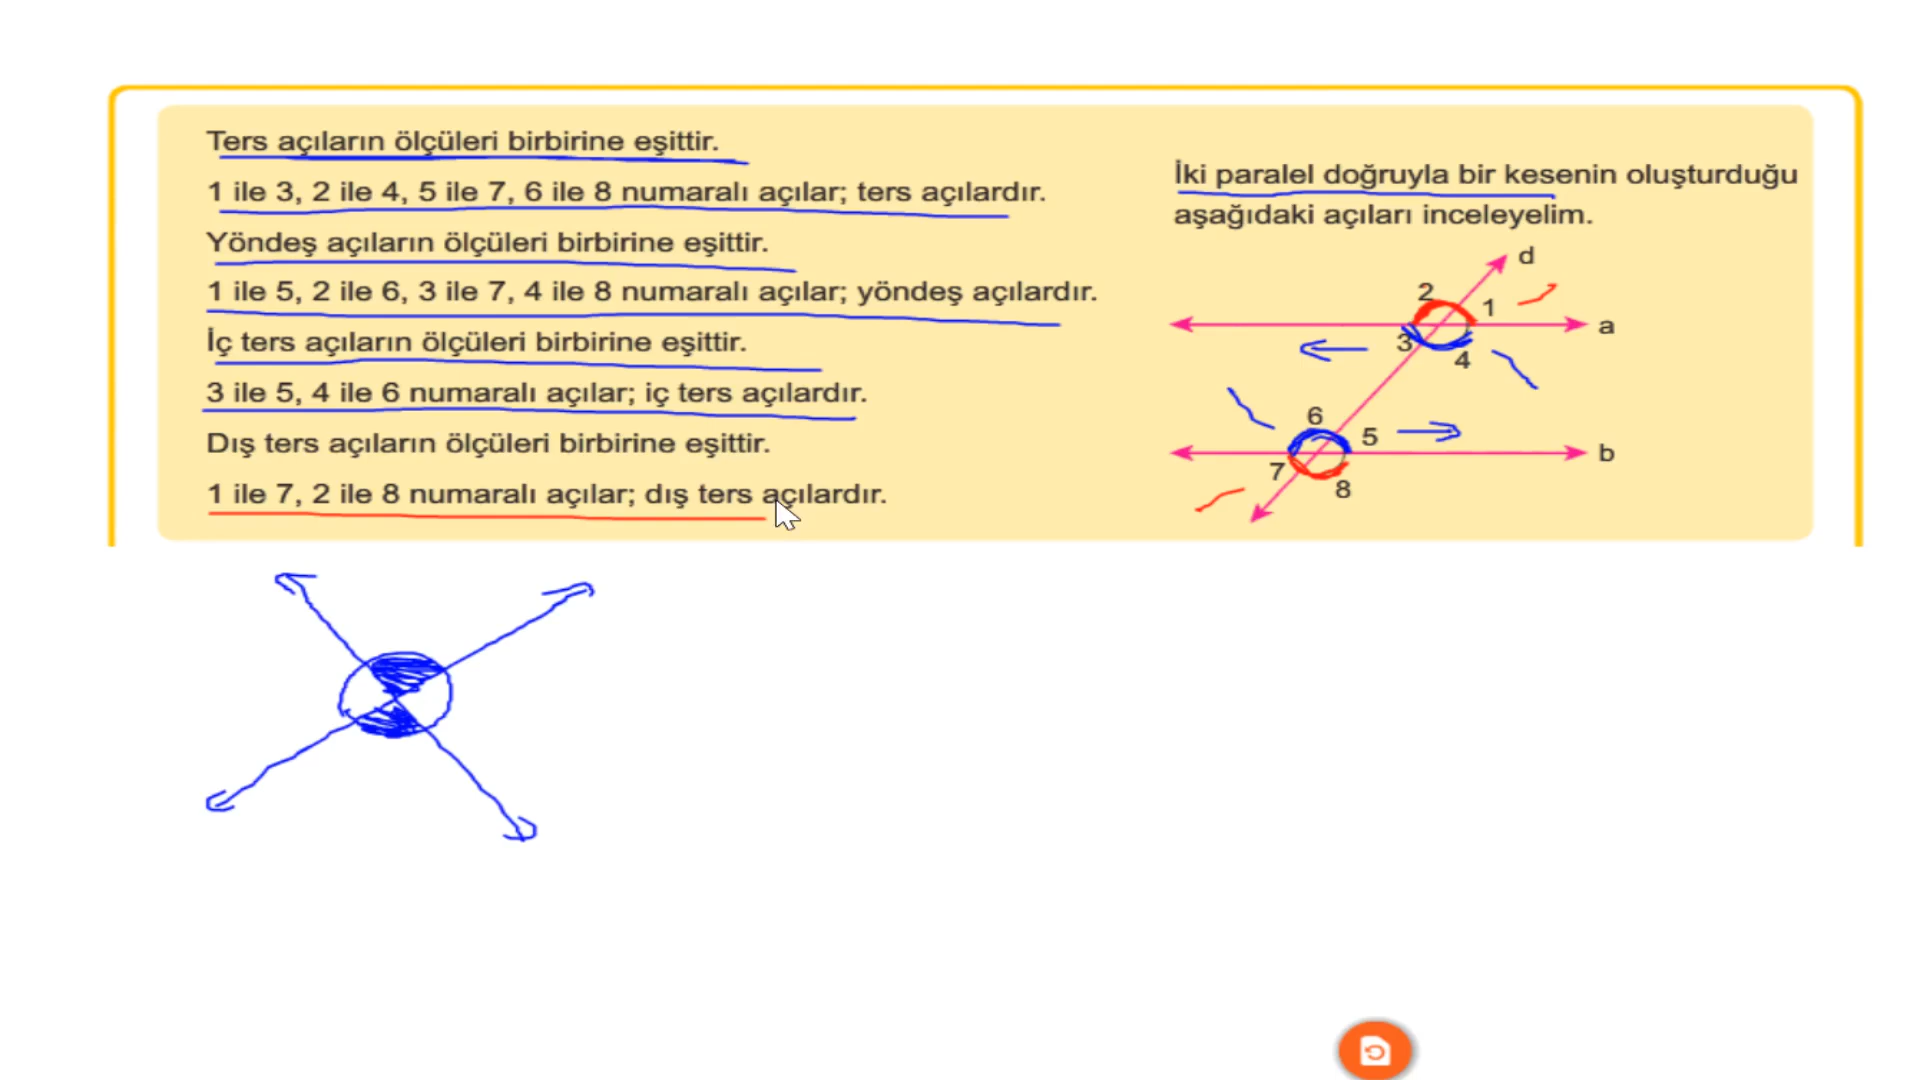 Ters açıların ölçüleri birbirine eşittir.
1 ile 3, 2 ile 4, 5 ile 7, 6 ile 8 numaralı açılar; ters açılardır.
Yöndeş açıların ölçüleri birbirine eşittir.
1 ile 5, 2 ile 6, 3 ile 7, 4 ile 8 numaralı açılar; yöndeş açılardır.
İç ters açıların ölçüleri birbirine eşittir.
3 ile 5, 4 ile 6 numaralı açılar; iç ters açılardır.
Dış ters açıların ölçüleri birbirine eşittir.
1 ile 7, 2 ile 8 numaralı açılar; dış ters açılardır.
İki paralel doğruyla bir kesenin oluşturduğu
aşağıdaki açıları inceleyelim.
d
2
1
a
3
4
6
5
b
7
8